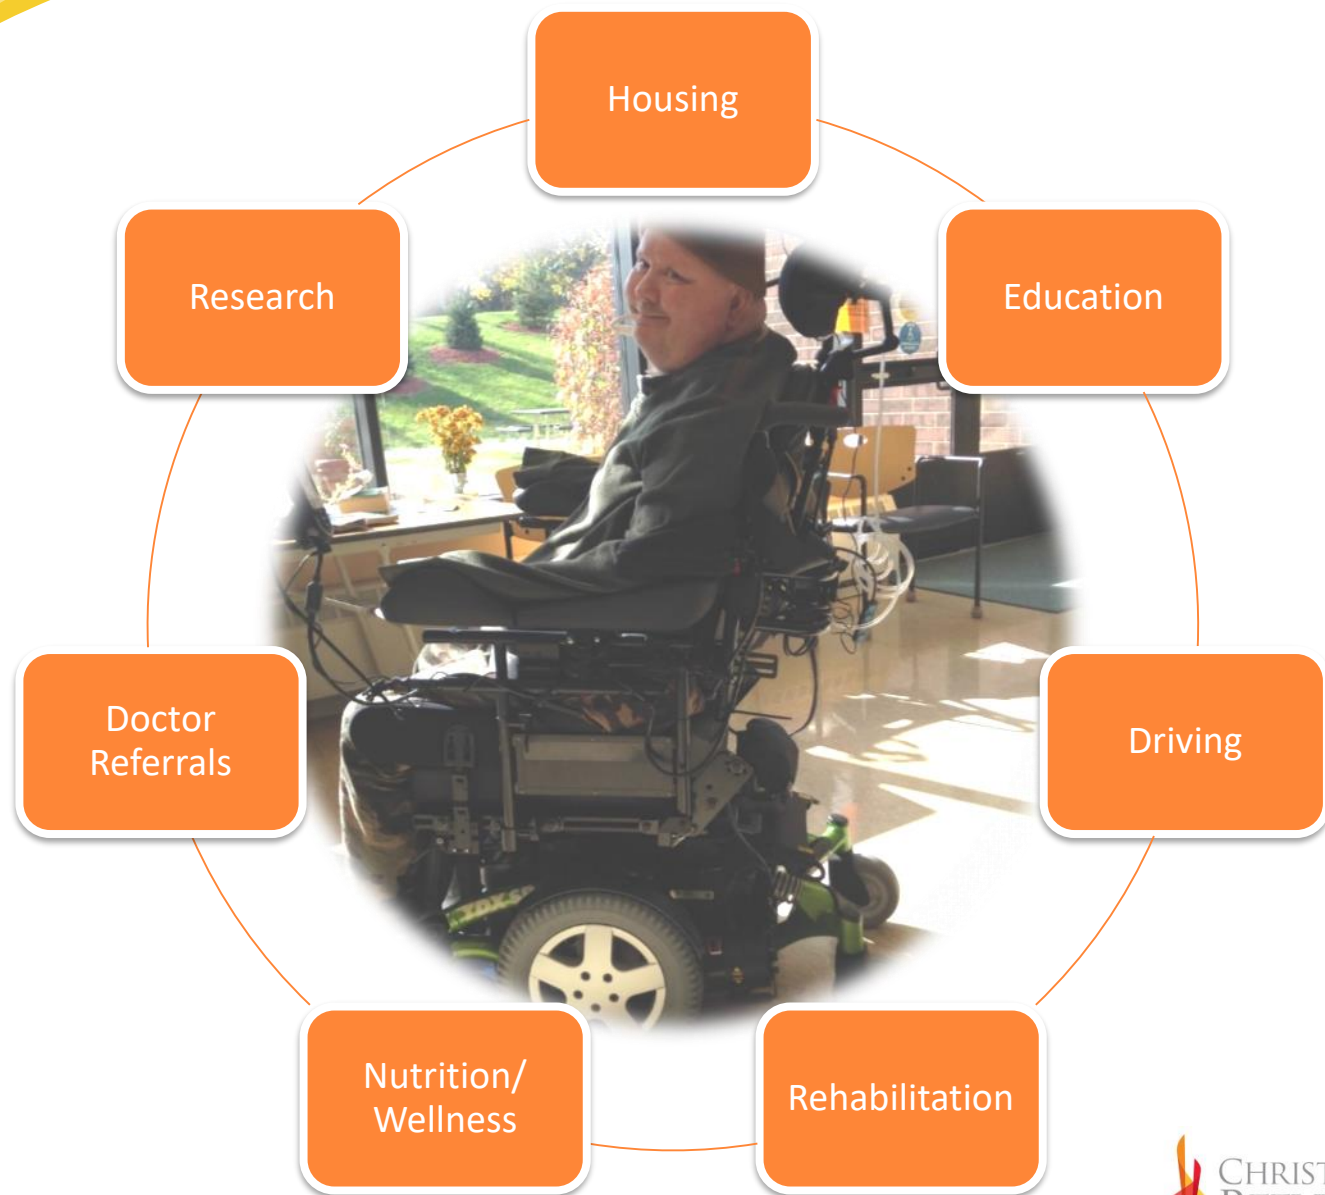 Housing
Research
Education
Doctor
Referrals
Driving
Nutrition/
Wellness
Rehabilitation
CHRIST